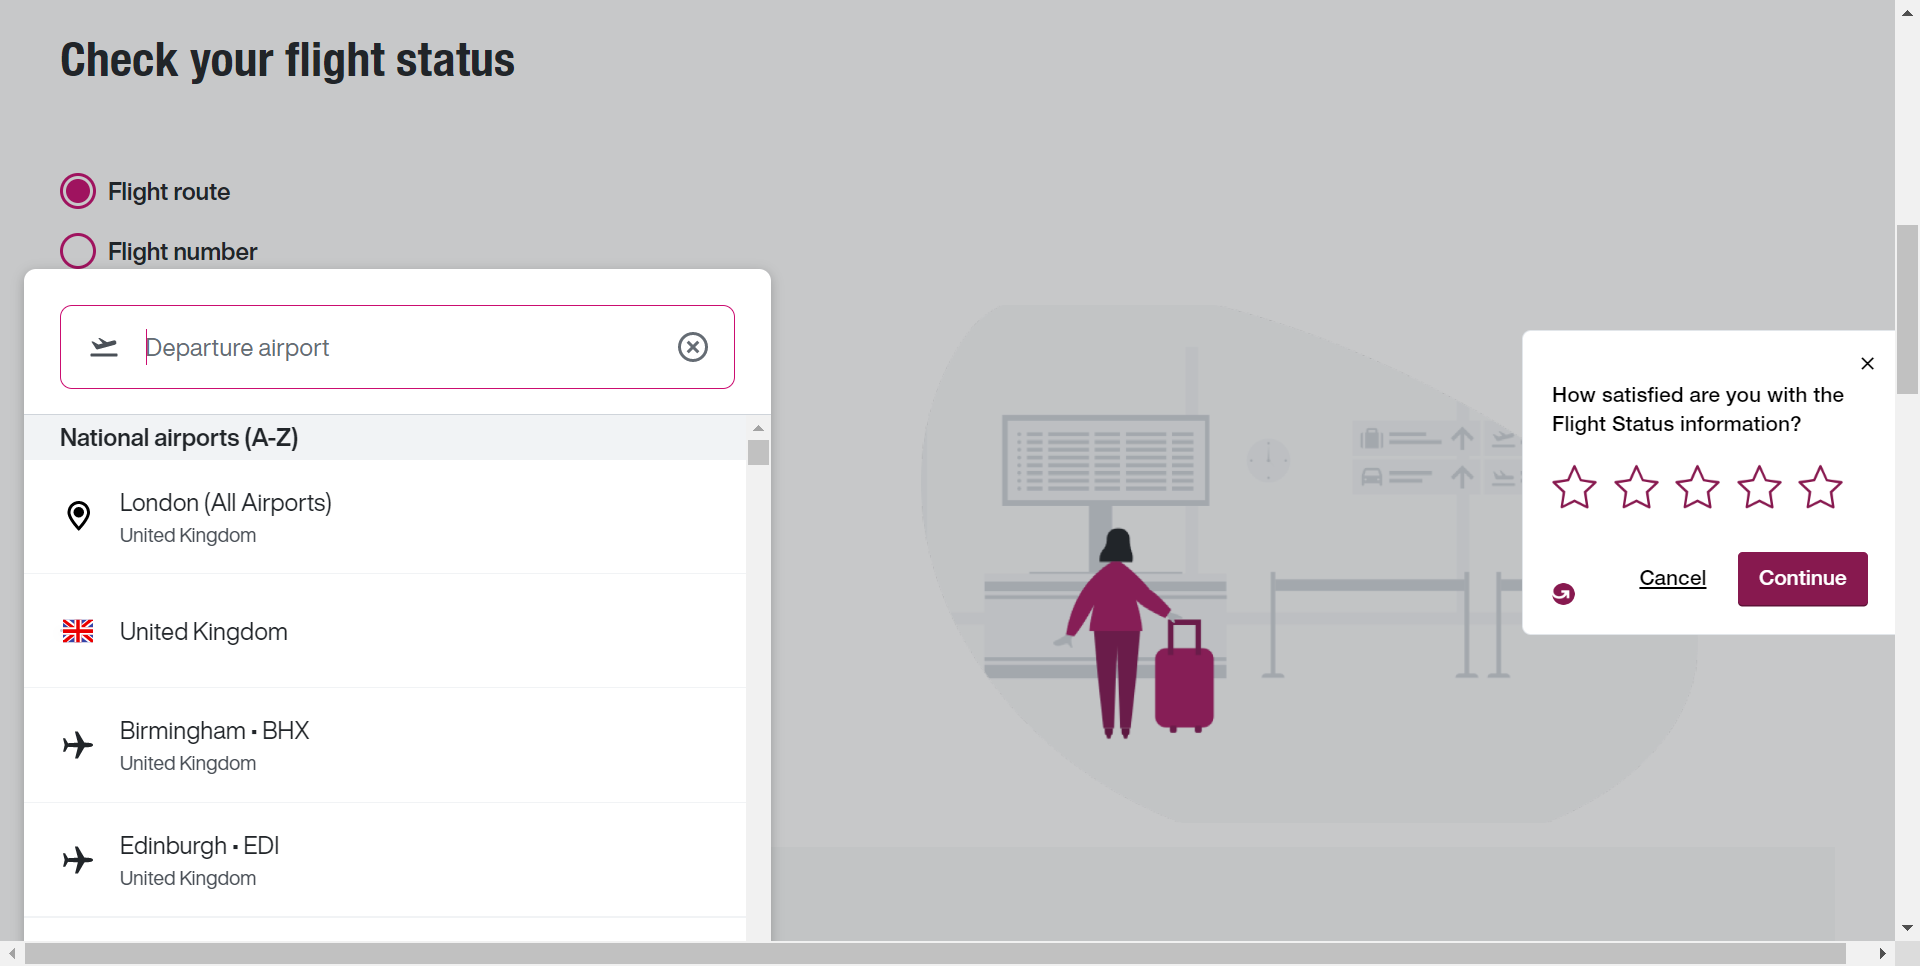 Check your flight status
Flight route
Flight number
Departure airport
National airports (A-Z)
London (All Airports)
United Kingdom
United Kingdom
Birmingham • BHX
United Kingdom
Edinburgh • EDI
United Kingdom
How satisfied are you with the
Flight Status information?
Cancel
Continue